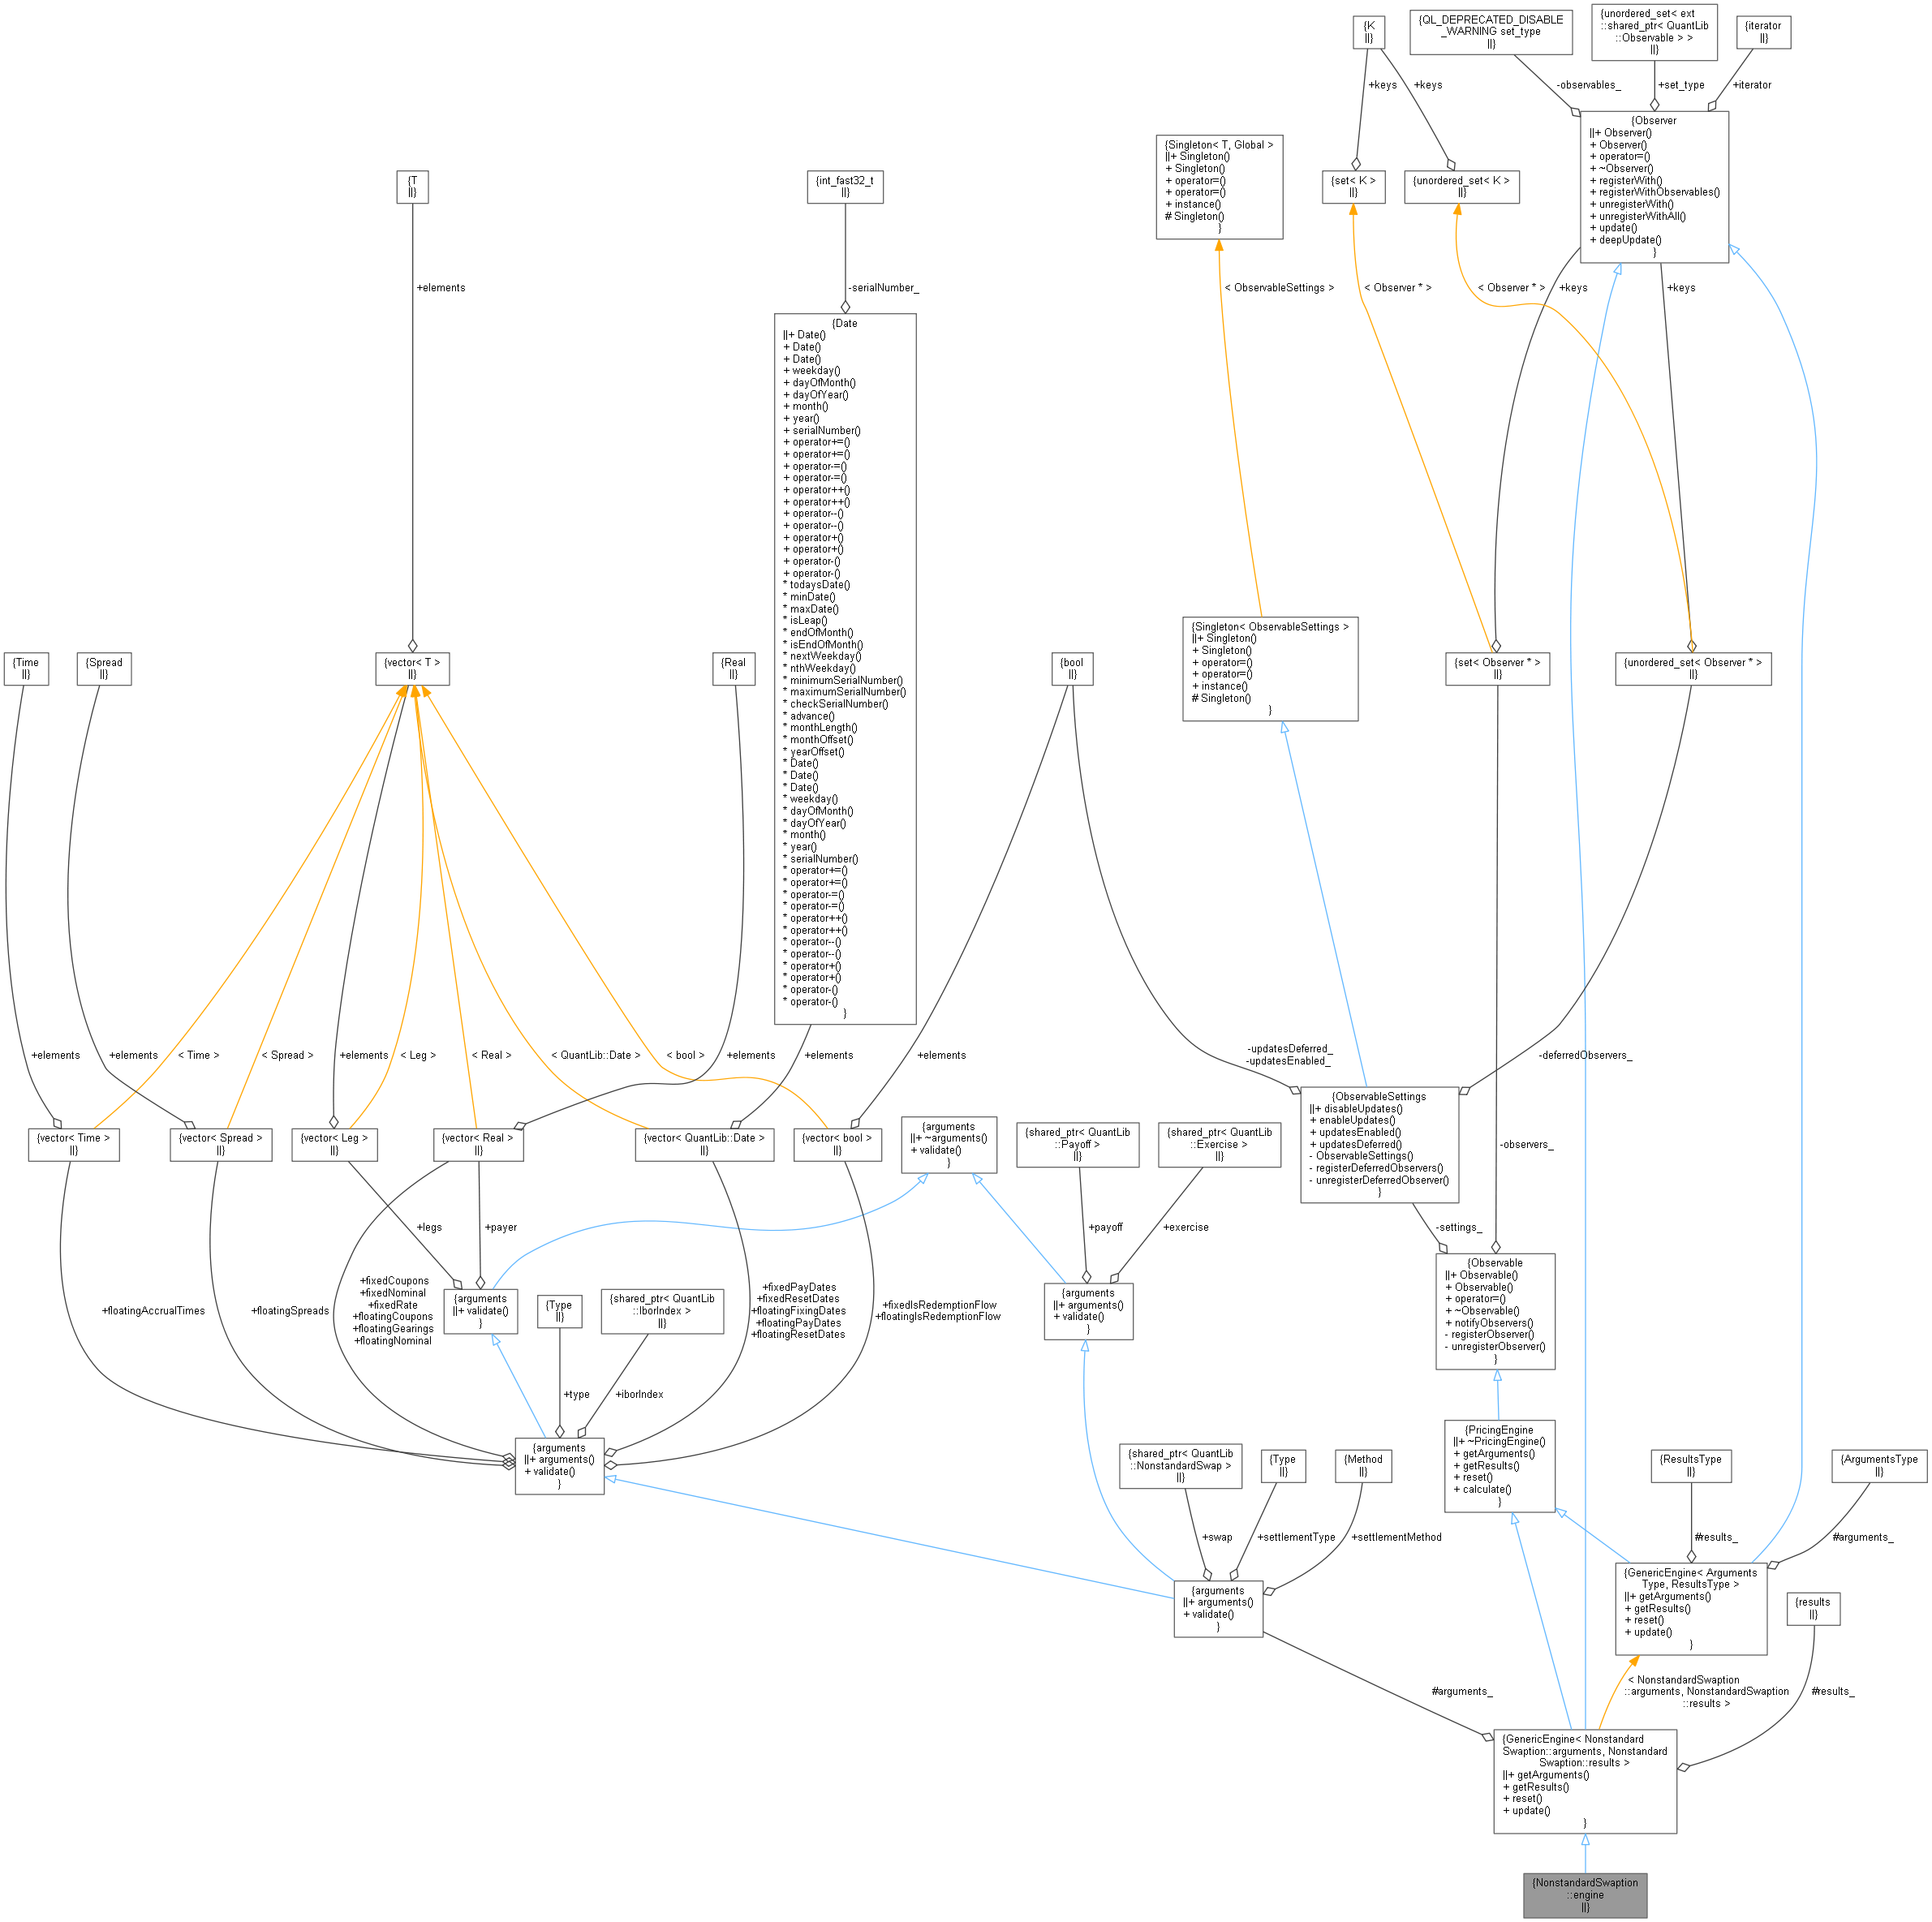 {K
||}
{QL_DEPRECATED_DISABLE
_WARNING set_type
||}
{unordered_set< ext
::shared_ptr< QuantLib
::Observable > >
||}
{iterator
||}
+keys
+keys
-observables_
+set_type
+iterator
{Observer
||+ Observer()
+ Observer()
+ operator=()
+ ~Observer()
+ registerWith()
+ registerWithObservables()
+ unregisterWith()
+ unregisterWithAll()
+ update()
+ deepUpdate()
}
{Singleton< T, Global >
||+ Singleton()
+ Singleton()
+ operator=()
+ operator=()
+ instance()
# Singleton()
}
{set< K >
||}
{unordered_set< K >
||}
{T
||}
{int_fast32_t
||}
+elements
-serialNumber_
< ObservableSettings >
< Observer * >
< Observer * >
+keys
+keys
{Date
||+ Date()
+ Date()
+ Date()
+ weekday()
+ dayOfMonth()
+ dayOfYear()
+ month()
+ year()
+ serialNumber()
+ operator+=()
+ operator+=()
+ operator-=()
+ operator-=()
+ operator++()
+ operator++()
+ operator--()
+ operator--()
+ operator+()
+ operator+()
+ operator-()
+ operator-()
* todaysDate()
* minDate()
* maxDate()
* isLeap()
* endOfMonth()
* isEndOfMonth()
* nextWeekday()
* nthWeekday()
* minimumSerialNumber()
* maximumSerialNumber()
* checkSerialNumber()
* advance()
* monthLength()
* monthOffset()
* yearOffset()
* Date()
* Date()
* Date()
* weekday()
* dayOfMonth()
* dayOfYear()
* month()
* year()
* serialNumber()
* operator+=()
* operator+=()
* operator-=()
* operator-=()
* operator++()
* operator++()
* operator--()
* operator--()
* operator+()
* operator+()
* operator-()
* operator-()
}
{Time
||}
{Spread
||}
{vector< T >
||}
{Real
||}
{bool
||}
{Singleton< ObservableSettings >
||+ Singleton()
+ Singleton()
+ operator=()
+ operator=()
+ instance()
# Singleton()
}
{set< Observer * >
||}
{unordered_set< Observer * >
||}
+elements
+elements
< Time >
< Spread >
+elements
< Leg >
< Real >
< QuantLib::Date >
< bool >
+elements
+elements
+elements
-updatesDeferred_
-updatesEnabled_
-deferredObservers_
{vector< Time >
||}
{vector< Spread >
||}
{vector< Leg >
||}
{vector< Real >
||}
{vector< QuantLib::Date >
||}
{vector< bool >
||}
{arguments
||+ ~arguments()
+ validate()
}
{shared_ptr< QuantLib
::Payoff >
||}
{shared_ptr< QuantLib
::Exercise >
||}
{ObservableSettings
||+ disableUpdates()
+ enableUpdates()
+ updatesEnabled()
+ updatesDeferred()
- ObservableSettings()
- registerDeferredObservers()
- unregisterDeferredObserver()
}
-observers_
+legs
+payer
+payoff
+exercise
-settings_
+floatingAccrualTimes
+floatingSpreads
+fixedCoupons
+fixedNominal
+fixedRate
+floatingCoupons
+floatingGearings
+floatingNominal
{arguments
||+ validate()
}
{Type
||}
{shared_ptr< QuantLib
::IborIndex >
||}
+fixedPayDates
+fixedResetDates
+floatingFixingDates
+floatingPayDates
+floatingResetDates
+fixedIsRedemptionFlow
+floatingIsRedemptionFlow
{arguments
||+ arguments()
+ validate()
}
{Observable
||+ Observable()
+ Observable()
+ operator=()
+ ~Observable()
+ notifyObservers()
- registerObserver()
- unregisterObserver()
}
+type
+iborIndex
{arguments
||+ arguments()
+ validate()
}
{shared_ptr< QuantLib
::NonstandardSwap >
||}
{Type
||}
{Method
||}
{PricingEngine
||+ ~PricingEngine()
+ getArguments()
+ getResults()
+ reset()
+ calculate()
}
{ResultsType
||}
{ArgumentsType
||}
+swap
+settlementType
+settlementMethod
#results_
#arguments_
{arguments
||+ arguments()
+ validate()
}
{GenericEngine< Arguments
Type, ResultsType >
||+ getArguments()
+ getResults()
+ reset()
+ update()
}
{results
||}
#arguments_
< NonstandardSwaption
::arguments, NonstandardSwaption
::results >
#results_
{GenericEngine< Nonstandard
Swaption::arguments, Nonstandard
Swaption::results >
||+ getArguments()
+ getResults()
+ reset()
+ update()
}
{NonstandardSwaption
::engine
||}